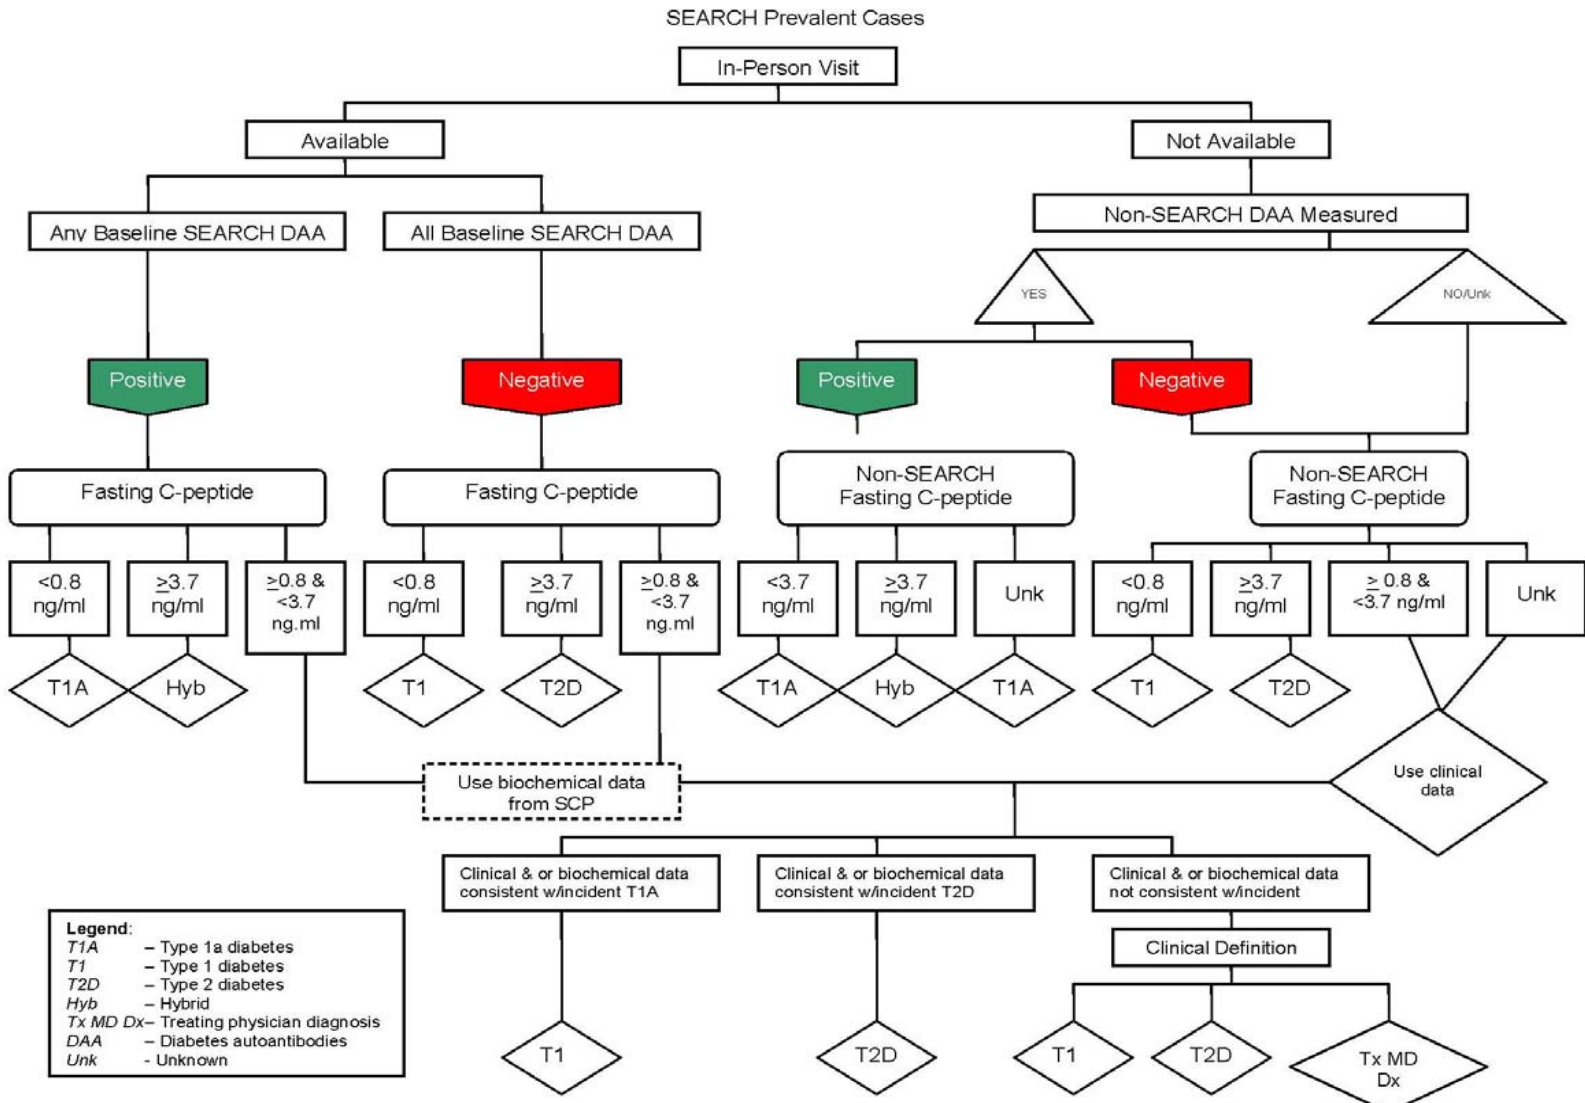 SEARCH Prevalent Cases
In-Person Visit
Available
Not Available
Any Baseline SEARCH DAA
All Baseline SEARCH DAA
Non-SEARCH DAA Measured
YES
NO/Unk
Positive
Negative
Positive
Negative
Fasting C-peptide
Fasting C-peptide
Non-SEARCH
Fasting C-peptide
Non-SEARCH
Fasting C-peptide
<0.8
ng/ml
≥3.7
ng/ml
≥0.8 &
<3.7
ng.ml
<0.8
ng/ml
≥3.7
ng/ml
≥0.8 &
<3.7
ng.ml
<3.7
ng/ml
≥3.7
ng/ml
Unk
<0.8
ng/ml
≥3.7
ng/ml
≥ 0.8 &
<3.7 ng/ml
Unk
T1A
Hyb
T1
T2D
T1A
Hyb
T1A
T1
T2D
Use biochemical data
from SCP
Use clinical
data
Clinical & or biochemical data
consistent w/incident T1A
Clinical & or biochemical data
consistent w/incident T2D
Clinical & or biochemical data
not consistent w/incident
Clinical Definition
T1
T2D
T1
T2D
Tx MD
Dx
Legend:
T1A – Type 1a diabetes
T1 – Type 1 diabetes
T2D – Type 2 diabetes
Hyb – Hybrid
Tx MD Dx– Treating physician diagnosis
DAA – Diabetes autoantibodies
Unk - Unknown